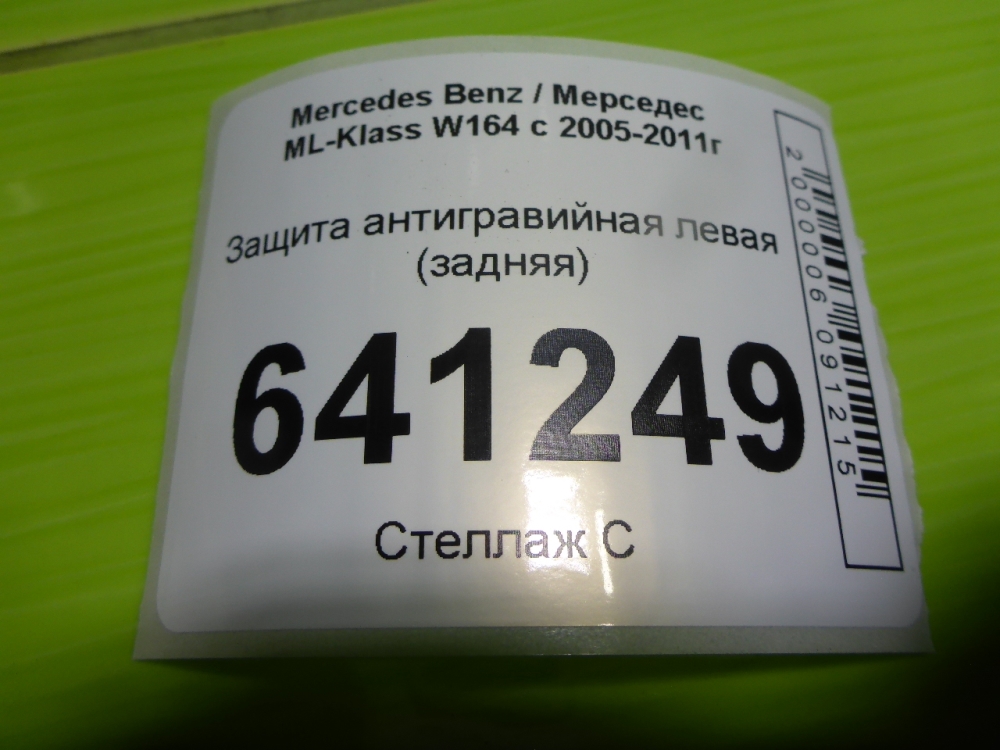 Mercedes Benz / Мерседес
ML-Klass W164 с 2005-2011г
Защита антигравийная левая
(задняя)
641249
Стеллаж С
2000006091215